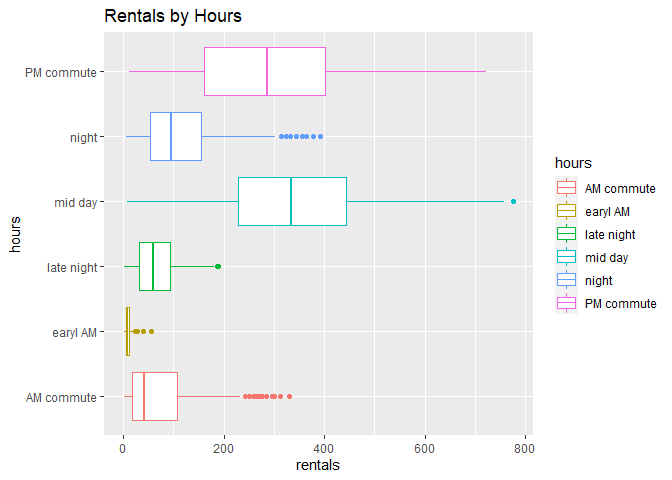 Rentals by Hours
PM commute
night
mid day
late night
earyl AM
AM commute
hours
0
200
400
600
800
rentals
hours
AM commute
earyl AM
late night
mid day
night
PM commute